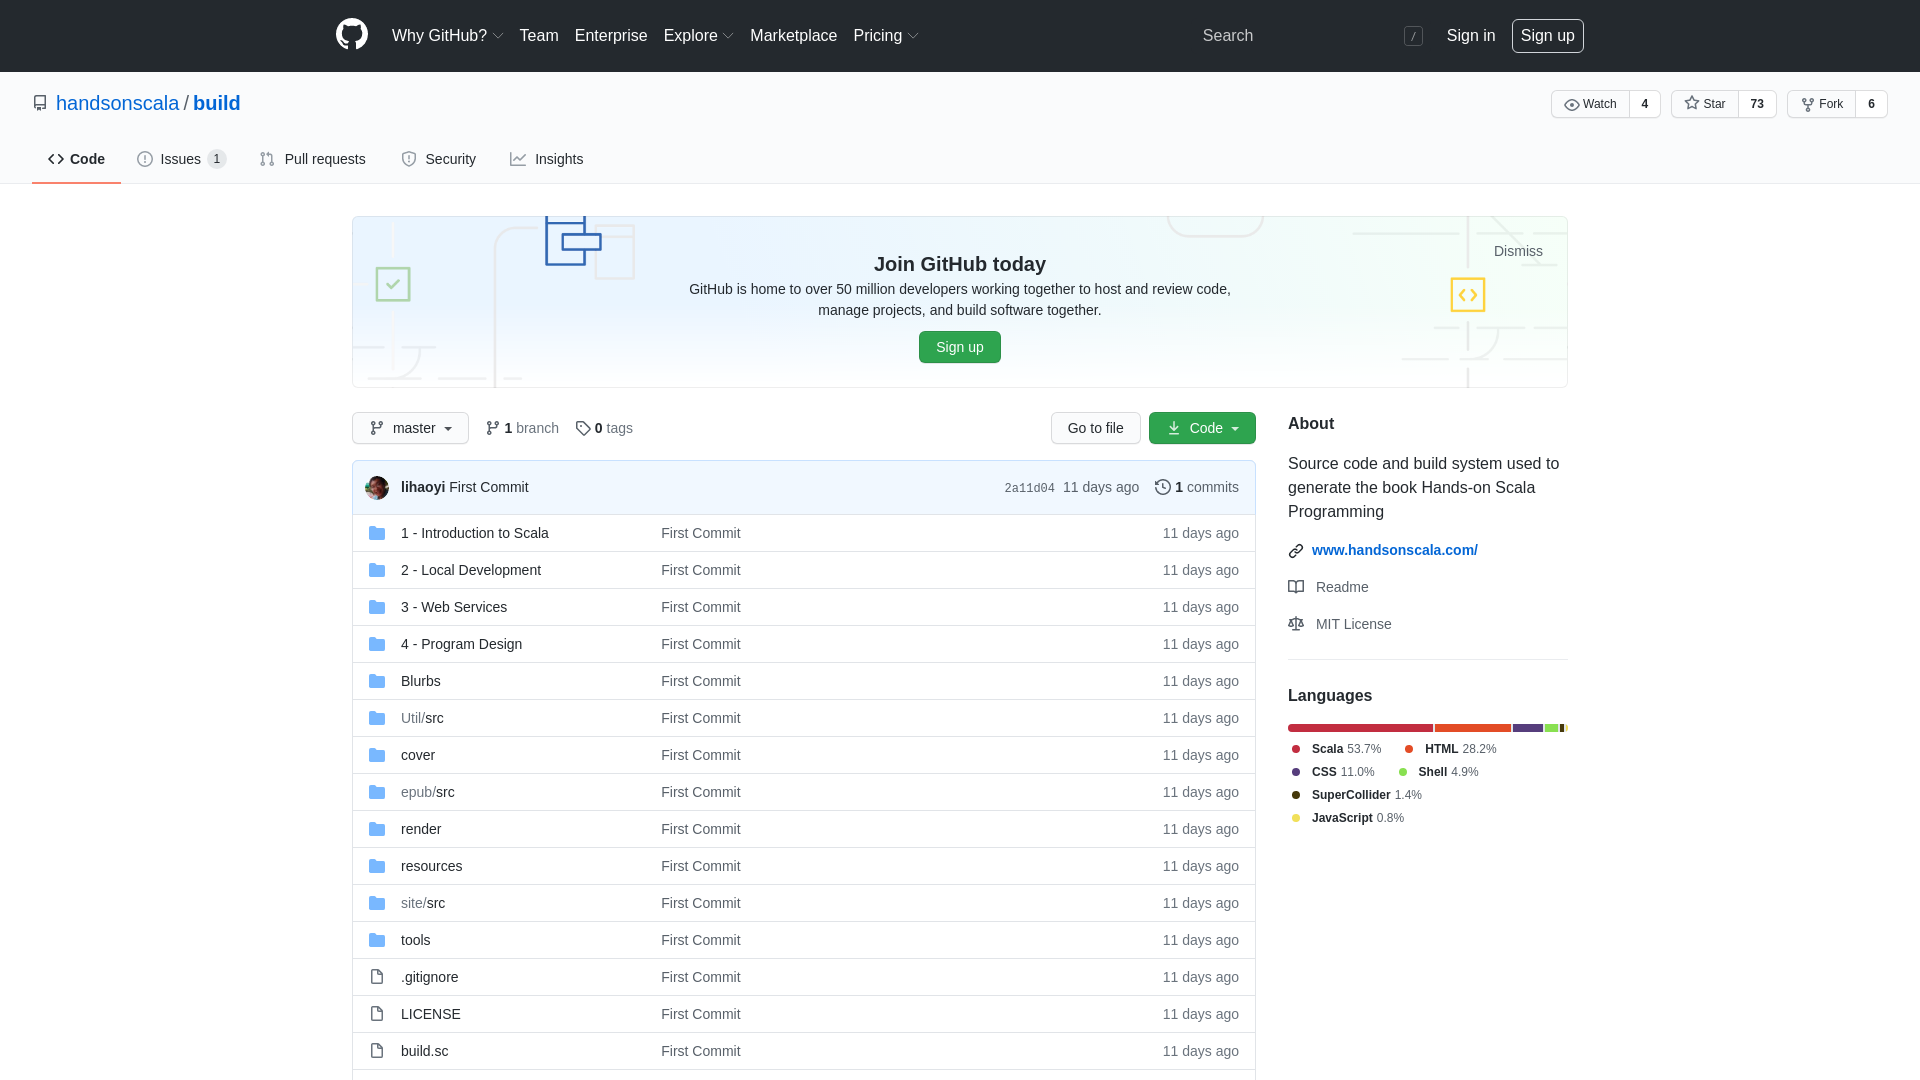 Why GitHub? Team Enterprise Explore Marketplace Pricing Search / Sign in Sign up
handsonscala / build Watch 4 Star 73 Fork 6
Code Issues 1 Pull requests Security Insights
Dismiss
Join GitHub today
GitHub is home to over 50 million developers working together to host and review code,
manage projects, and build software together.
Sign up
master 1 branch 0 tags Go to file Code
lihaoyi First Commit 2a11d04 11 days ago 1 commits
1 - Introduction to Scala First Commit 11 days ago
2 - Local Development First Commit 11 days ago
3 - Web Services First Commit 11 days ago
4 - Program Design First Commit 11 days ago
Blurbs First Commit 11 days ago
Util/src First Commit 11 days ago
cover First Commit 11 days ago
epub/src First Commit 11 days ago
render First Commit 11 days ago
resources First Commit 11 days ago
site/src First Commit 11 days ago
tools First Commit 11 days ago
.gitignore First Commit 11 days ago
LICENSE First Commit 11 days ago
build.sc First Commit 11 days ago
About
Source code and build system used to
generate the book Hands-on Scala
Programming
www.handsonscala.com/
Readme
MIT License
Languages
Scala 53.7% HTML 28.2%
CSS 11.0% Shell 4.9%
SuperCollider 1.4%
JavaScript 0.8%